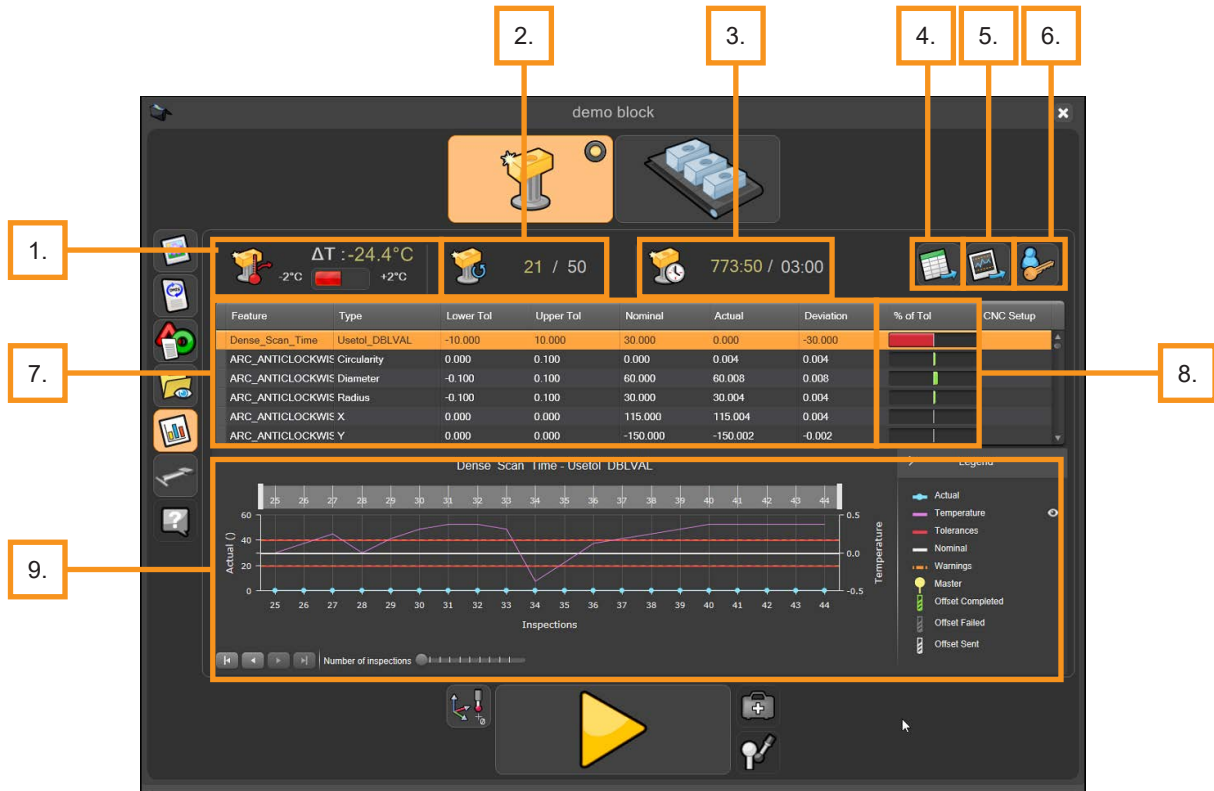 2.
3.
4.
5.
6.
demo block
1.
ΔT :-24.4°C
-2°C
+2°C
21 / 50
773:50 / 03:00
7.
8.
Feature Type Lower Tol Upper Tol Nominal Actual Deviation % of Tol CNC Setup
Dense_Scan_Time Usetol_DBLVAL -10.000 10.000 30.000 0.000 -30.000
ARC_ANTICLOCKWIS Circularity 0.000 0.100 0.000 0.004 0.004
ARC_ANTICLOCKWIS Diameter -0.100 0.100 60.000 60.008 0.008
ARC_ANTICLOCKWIS Radius -0.100 0.100 30.000 30.004 0.004
ARC_ANTICLOCKWIS X 0.000 0.000 115.000 115.004 0.004
ARC_ANTICLOCKWIS Y 0.000 0.000 -150.000 -150.002 -0.002
9.
Dense_Scan_Time - Usetol_DBLVAL
25 26 27 28 29 30 31 32 33 34 35 36 37 38 39 40 41 42 43 44
60
40
20
0
Actual ()
0.5
0.0
-0.5
Temperature
25 26 27 28 29 30 31 32 33 34 35 36 37 38 39 40 41 42 43 44
Inspections
Number of inspections
Legend
Actual
Temperature
Tolerances
Nominal
Warnings
Master
Offset Completed
Offset Failed
Offset Sent